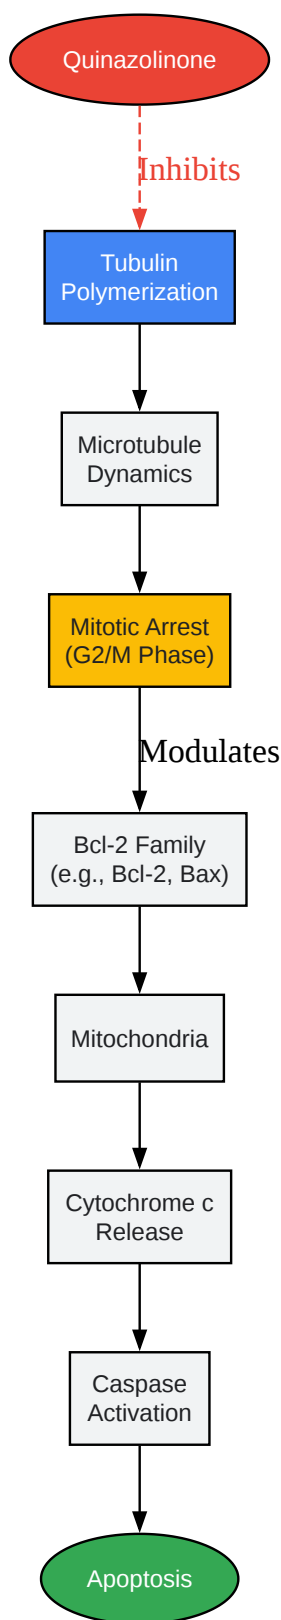 Quinazolinone
Inhibits
Tubulin
Polymerization
Microtubule
Dynamics
Mitotic Arrest
(G2/M Phase)
Modulates
Bcl-2 Family
(e.g., Bcl-2, Bax)
Mitochondria
Cytochrome c
Release
Caspase
Activation
Apoptosis